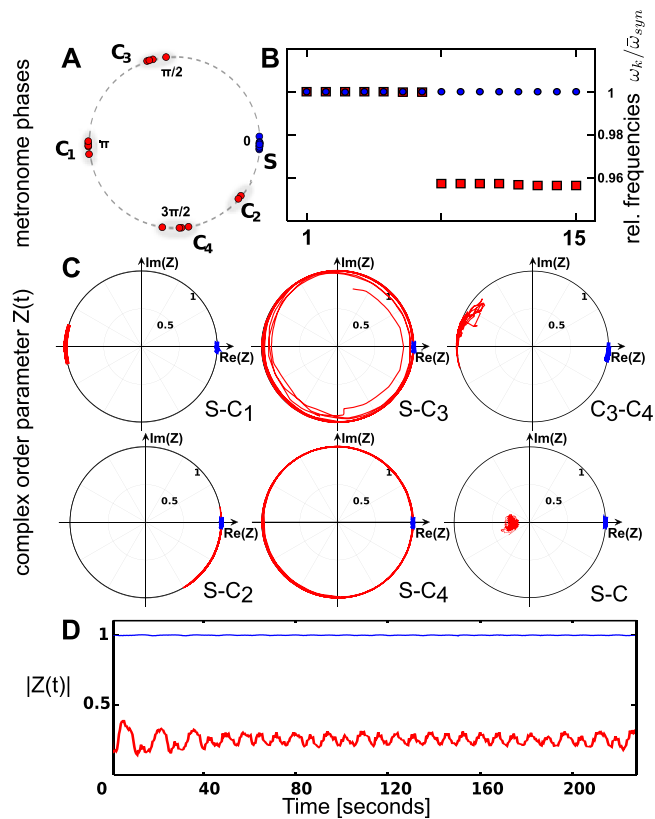 A
B
metronome phases
C3
π/2
C1
π
0
S
C2
3π/2
C4
1
0.98
0.96
1
15
rel. frequencies ωk/ω̄syn
C
complex order parameter Z(t)
Im(Z)
1
0.5
Re(Z)
S-C1
Im(Z)
1
0.5
Re(Z)
S-C3
Im(Z)
1
0.5
Re(Z)
C3-C4
Im(Z)
1
0.5
Re(Z)
S-C2
Im(Z)
1
0.5
Re(Z)
S-C4
Im(Z)
1
0.5
Re(Z)
S-C
D
1
|Z(t)|
0.5
0
0 40 80 120 160 200
Time [seconds]